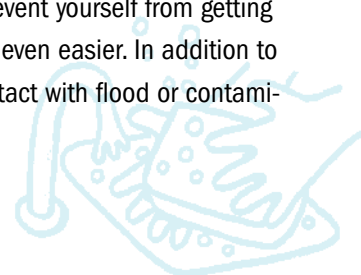 event yourself from getting
even easier. In addition to
tact with flood or contami-